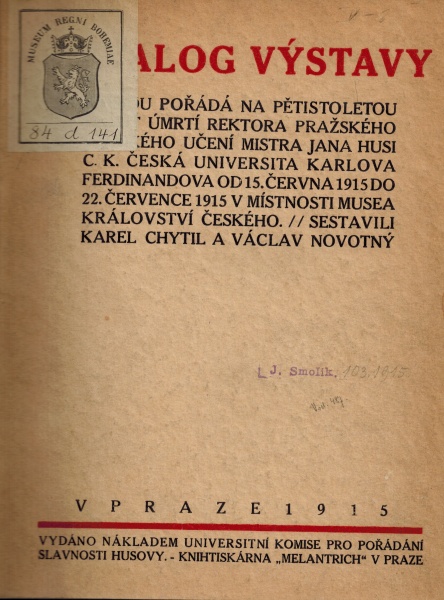 MUSEUM REGNI BOHEMIAE
84 d 141
ALOG VÝSTAVY
OU POŘÁDÁ NA PĚTISTOLETOU
ÚMRTÍ REKTORA PRAŽSKÉHO
KÉHO UČENÍ MISTRA JANA HUSI
C. K. ČESKÁ UNIVERSITA KARLOVA
FERDINANDOVA OD 15. ČERVNA 1915 DO
22. ČERVENCE 1915 V MÍSTNOSTI MUSEA
KRÁLOVSTVÍ ČESKÉHO. // SESTAVILI
KAREL CHYTIL A VÁCLAV NOVOTNÝ
J. Smolík.
V PRAZE 1915
VYDÁNO NÁKLADEM UNIVERSITNÍ KOMISE PRO POŘÁDÁNÍ
SLAVNOSTI HUSOVY. - KNIHTISKÁRNA „MELANTRICH" V PRAZE